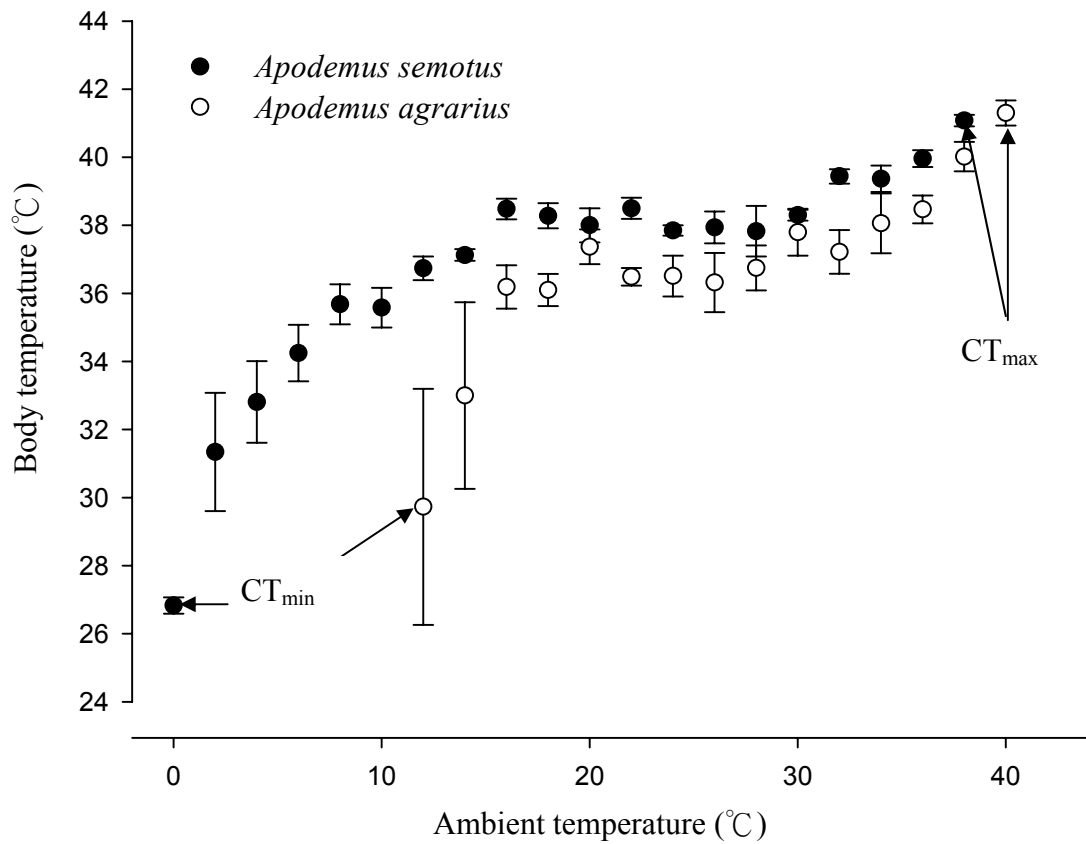 44
42
40
38
36
34
32
30
28
26
24
Body temperature (℃)
Apodemus semotus
Apodemus agrarius
CTmax
CTmin
0
10
20
30
40
Ambient temperature (℃)